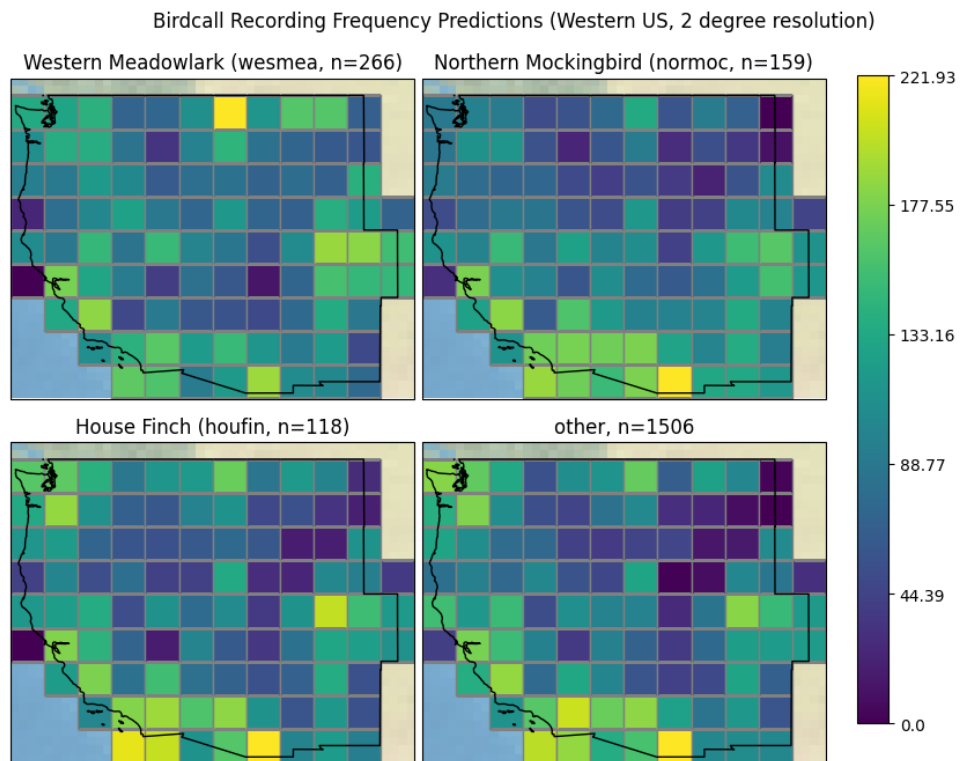 Birdcall Recording Frequency Predictions (Western US, 2 degree resolution)
Western Meadowlark (wesmea, n=266)
Northern Mockingbird (normoc, n=159)
221.93
177.55
133.16
House Finch (houfin, n=118)
other, n=1506
88.77
44.39
0.0